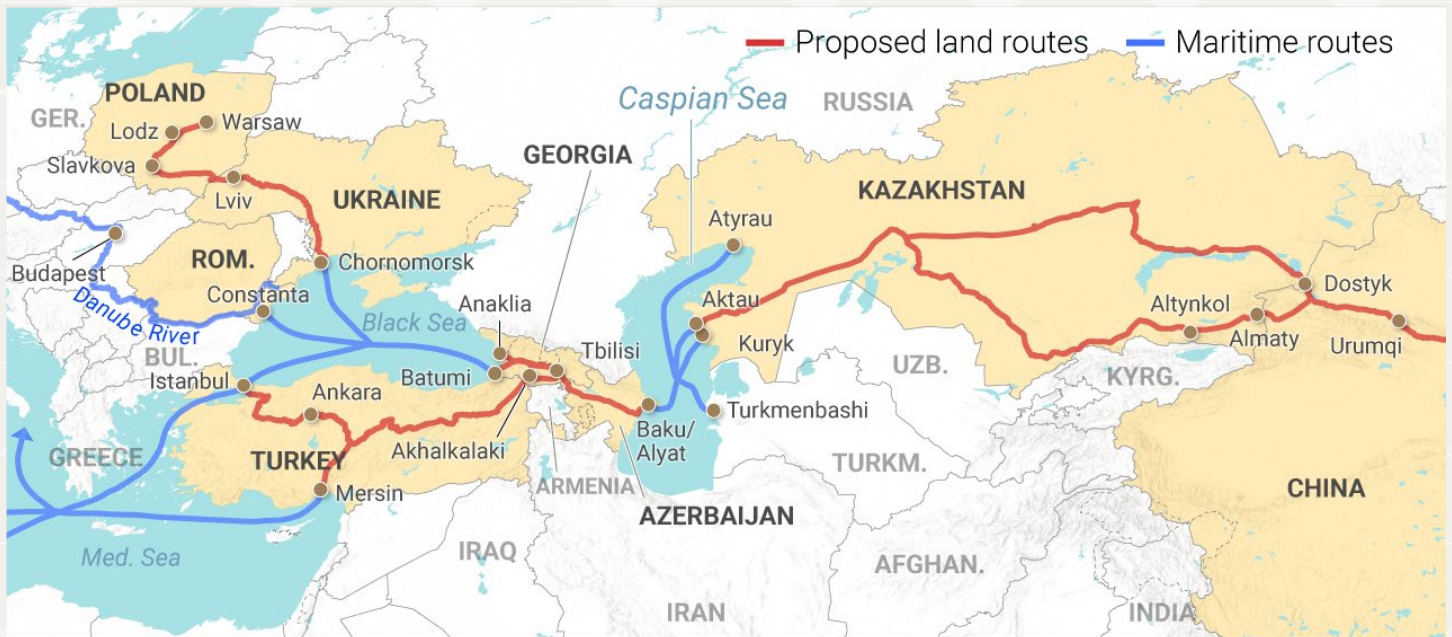 Proposed land routes
Maritime routes
POLAND
Caspian Sea
RUSSIA
GER.
Lodz
Warsaw
GEORGIA
Slavkova
UKRAINE
KAZAKHSTAN
Lviv
Atyrau
Budapest
ROM.
Chornomorsk
Dostyk
Constanta
Anaklia
Aktau
Altynkol
Danube River
Black Sea
Tbilisi
Kuryk
Almaty
Urumqi
BUL.
UZB.
Istanbul
Ankara
Batumi
KYRG.
Turkmenbashi
Baku/
Alyat
GREECE
TURKEY
Akhalkalaki
TURKM.
Mersin
ARMENIA
CHINA
AZERBAIJAN
Med. Sea
IRAQ
AFGHAN.
IRAN
INDIA